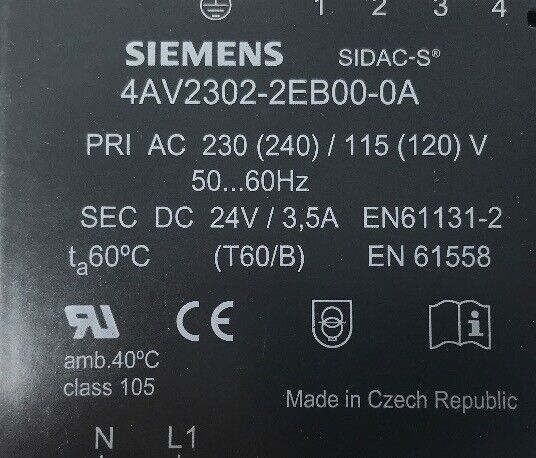 1 2 3 4
SIEMENS SIDAC-S®
4AV2302-2EB00-0A
PRI AC 230 (240) / 115 (120) V
50...60Hz
SEC DC 24V / 3,5A EN61131-2
ta60ºC (T60/B) EN 61558
amb.40ºC
class 105
Made in Czech Republic
N L1